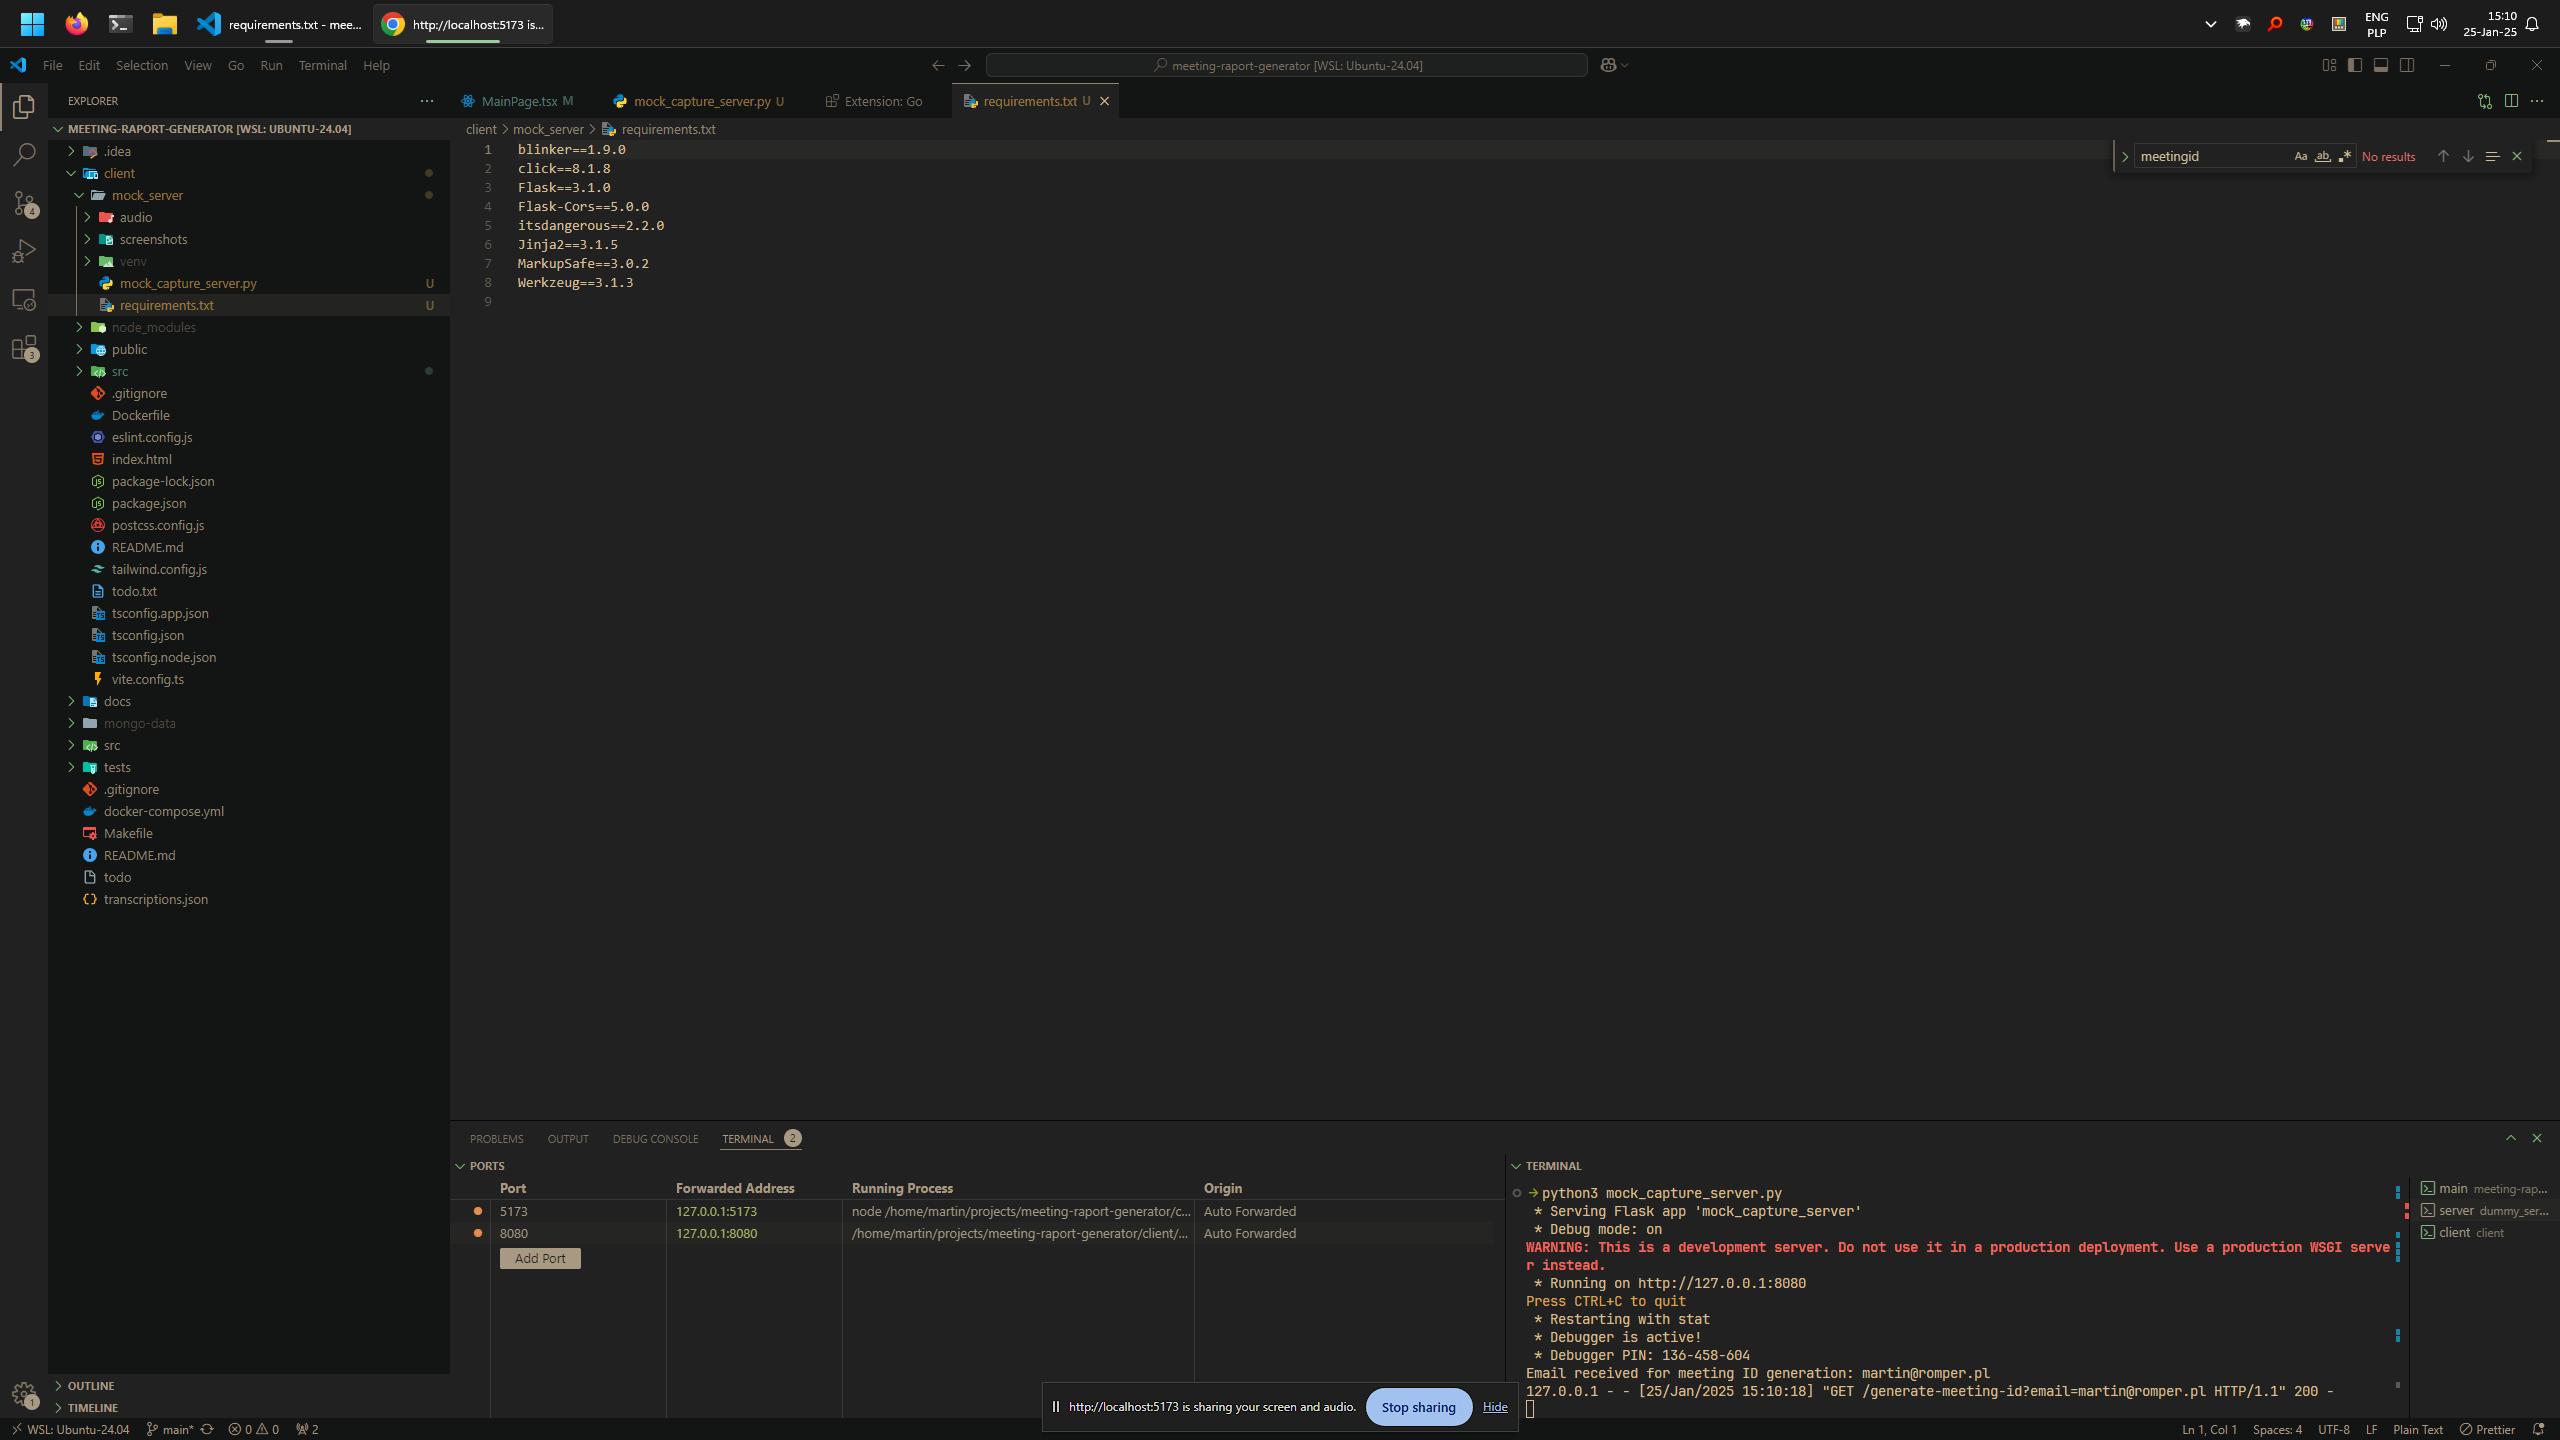 requirements.txt - mee...
http://localhost:5173 is...
ENG
PLP
15:10
25-Jan-25
File Edit Selection View Go Run Terminal Help
meeting-raport-generator [WSL: Ubuntu-24.04]
EXPLORER
MainPage.tsx M
mock_capture_server.py U
Extension: Go
requirements.txt U
MEETING-RAPORT-GENERATOR [WSL: UBUNTU-24.04]
client > mock_server > requirements.txt
.idea
client
mock_server
audio
screenshots
venv
mock_capture_server.py U
requirements.txt U
node_modules
public
src
.gitignore
Dockerfile
eslint.config.js
index.html
package-lock.json
package.json
postcss.config.js
README.md
tailwind.config.js
todo.txt
tsconfig.app.json
tsconfig.json
tsconfig.node.json
vite.config.ts
docs
mongo-data
src
tests
.gitignore
docker-compose.yml
Makefile
README.md
todo
transcriptions.json
OUTLINE
TIMELINE
4
3
1
1 blinker==1.9.0
2 click==8.1.8
3 Flask==3.1.0
4 Flask-Cors==5.0.0
5 itsdangerous==2.2.0
6 Jinja2==3.1.5
7 MarkupSafe==3.0.2
8 Werkzeug==3.1.3
9
meetingid Aa ab .* No results
PROBLEMS OUTPUT DEBUG CONSOLE TERMINAL 2
PORTS
Port Forwarded Address Running Process Origin
5173 127.0.0.1:5173 node /home/martin/projects/meeting-raport-generator/c... Auto Forwarded
8080 127.0.0.1:8080 /home/martin/projects/meeting-raport-generator/client/... Auto Forwarded
Add Port
TERMINAL
python3 mock_capture_server.py
* Serving Flask app 'mock_capture_server'
* Debug mode: on
WARNING: This is a development server. Do not use it in a production deployment. Use a production WSGI serve
r instead.
* Running on http://127.0.0.1:8080
Press CTRL+C to quit
* Restarting with stat
* Debugger is active!
* Debugger PIN: 136-458-604
Email received for meeting ID generation: martin@romper.pl
127.0.0.1 - - [25/Jan/2025 15:10:18] "GET /generate-meeting-id?email=martin@romper.pl HTTP/1.1" 200 -
main meeting-rap...
server dummy_ser...
client client
http://localhost:5173 is sharing your screen and audio. Stop sharing Hide
WSL: Ubuntu-24.04 main* 0 0 2
Ln 1, Col 1 Spaces: 4 UTF-8 LF Plain Text Prettier